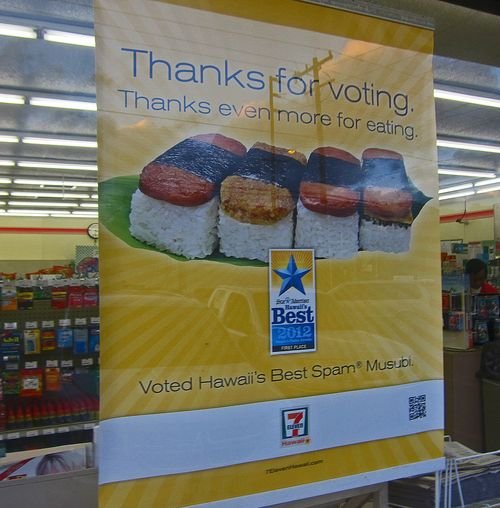 Thanks for voting.
Thanks even more for eating.
Star Advertiser
Hawaii's
Best
2012
FIRST PLACE
Voted Hawaii's Best Spam® Musubi.
7
ELEVEN
Hawaii
7ElevenHawaii.com